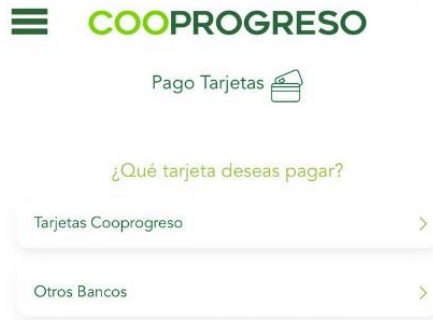 COOPROGRESO
Pago Tarjetas
¿Qué tarjeta deseas pagar?
Tarjetas Cooprogreso
Otros Bancos